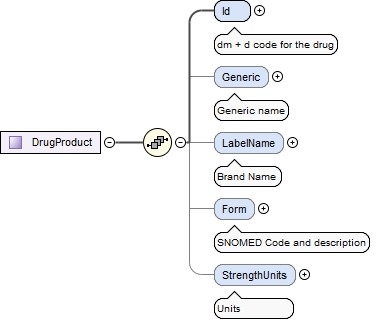 Id
dm + d code for the drug
Generic
Generic name
DrugProduct
LabelName
Brand Name
Form
SNOMED Code and description
StrengthUnits
Units